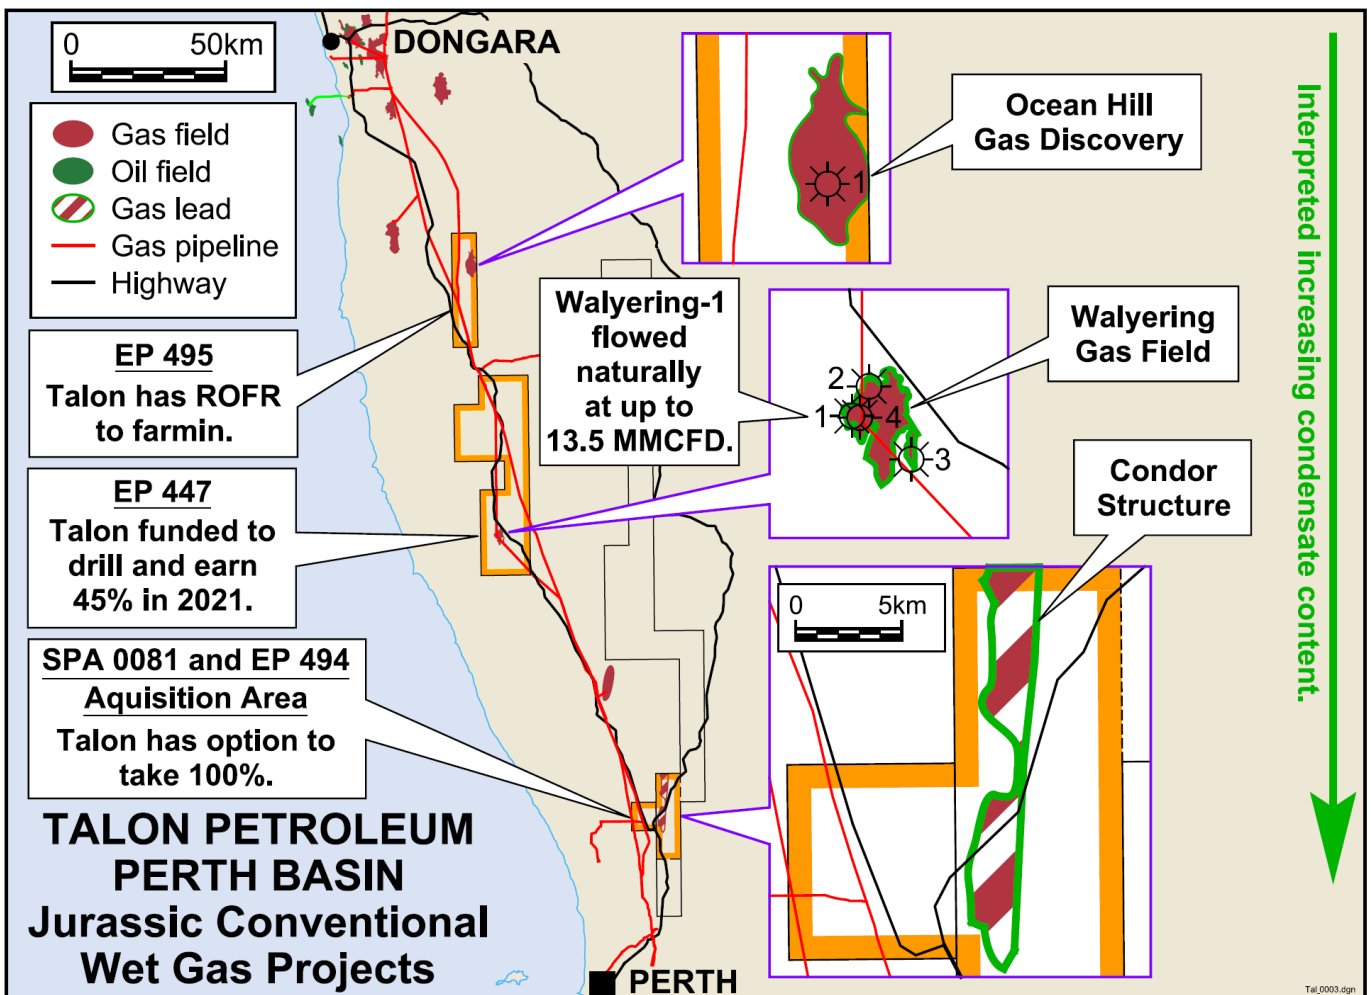 0 50km
DONGARA
Gas field
Oil field
Gas lead
Gas pipeline
Highway
Ocean Hill
Gas Discovery
1
Interpreted increasing condensate content.
EP 495
Talon has ROFR
to farmin.
Walyering-1
flowed
naturally
at up to
13.5 MMCFD.
Walyering
Gas Field
2
1
4
3
EP 447
Talon funded to
drill and earn
45% in 2021.
Condor
Structure
0 5km
SPA 0081 and EP 494
Aquisition Area
Talon has option to
take 100%.
TALON PETROLEUM
PERTH BASIN
Jurassic Conventional
Wet Gas Projects
PERTH
Tal_0003.dgn